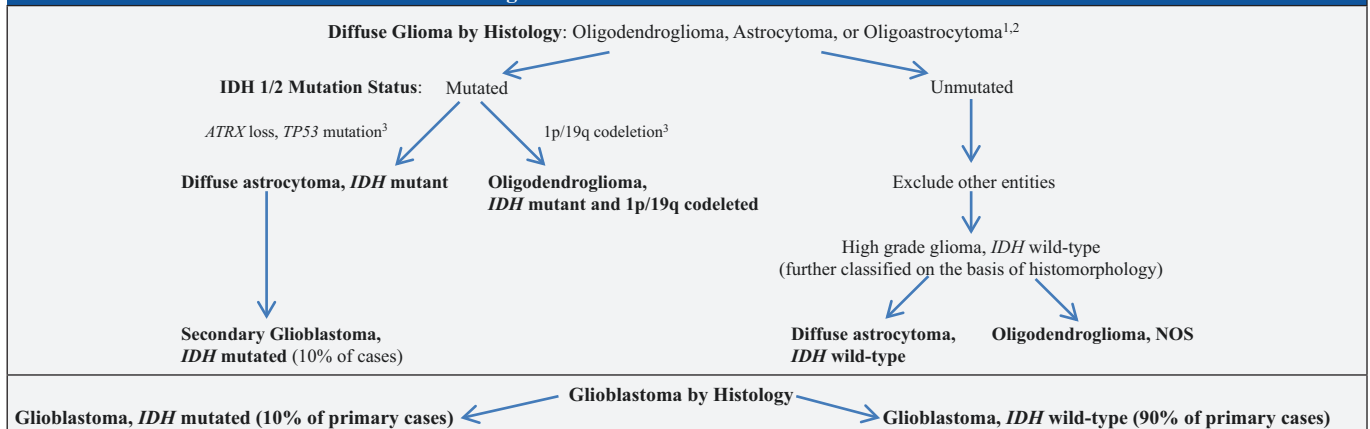 Diffuse Glioma by Histology: Oligodendroglioma, Astrocytoma, or Oligoastrocytoma1,2
IDH 1/2 Mutation Status: Mutated
Unmutated
ATRX loss, TP53 mutation3
1p/19q codeletion3
Diffuse astrocytoma, IDH mutant
Oligodendroglioma,
IDH mutant and 1p/19q codeleted
Exclude other entities
High grade glioma, IDH wild-type
(further classified on the basis of histomorphology)
Secondary Glioblastoma,
IDH mutated (10% of cases)
Diffuse astrocytoma,
IDH wild-type
Oligodendroglioma, NOS
Glioblastoma by Histology
Glioblastoma, IDH mutated (10% of primary cases)
Glioblastoma, IDH wild-type (90% of primary cases)